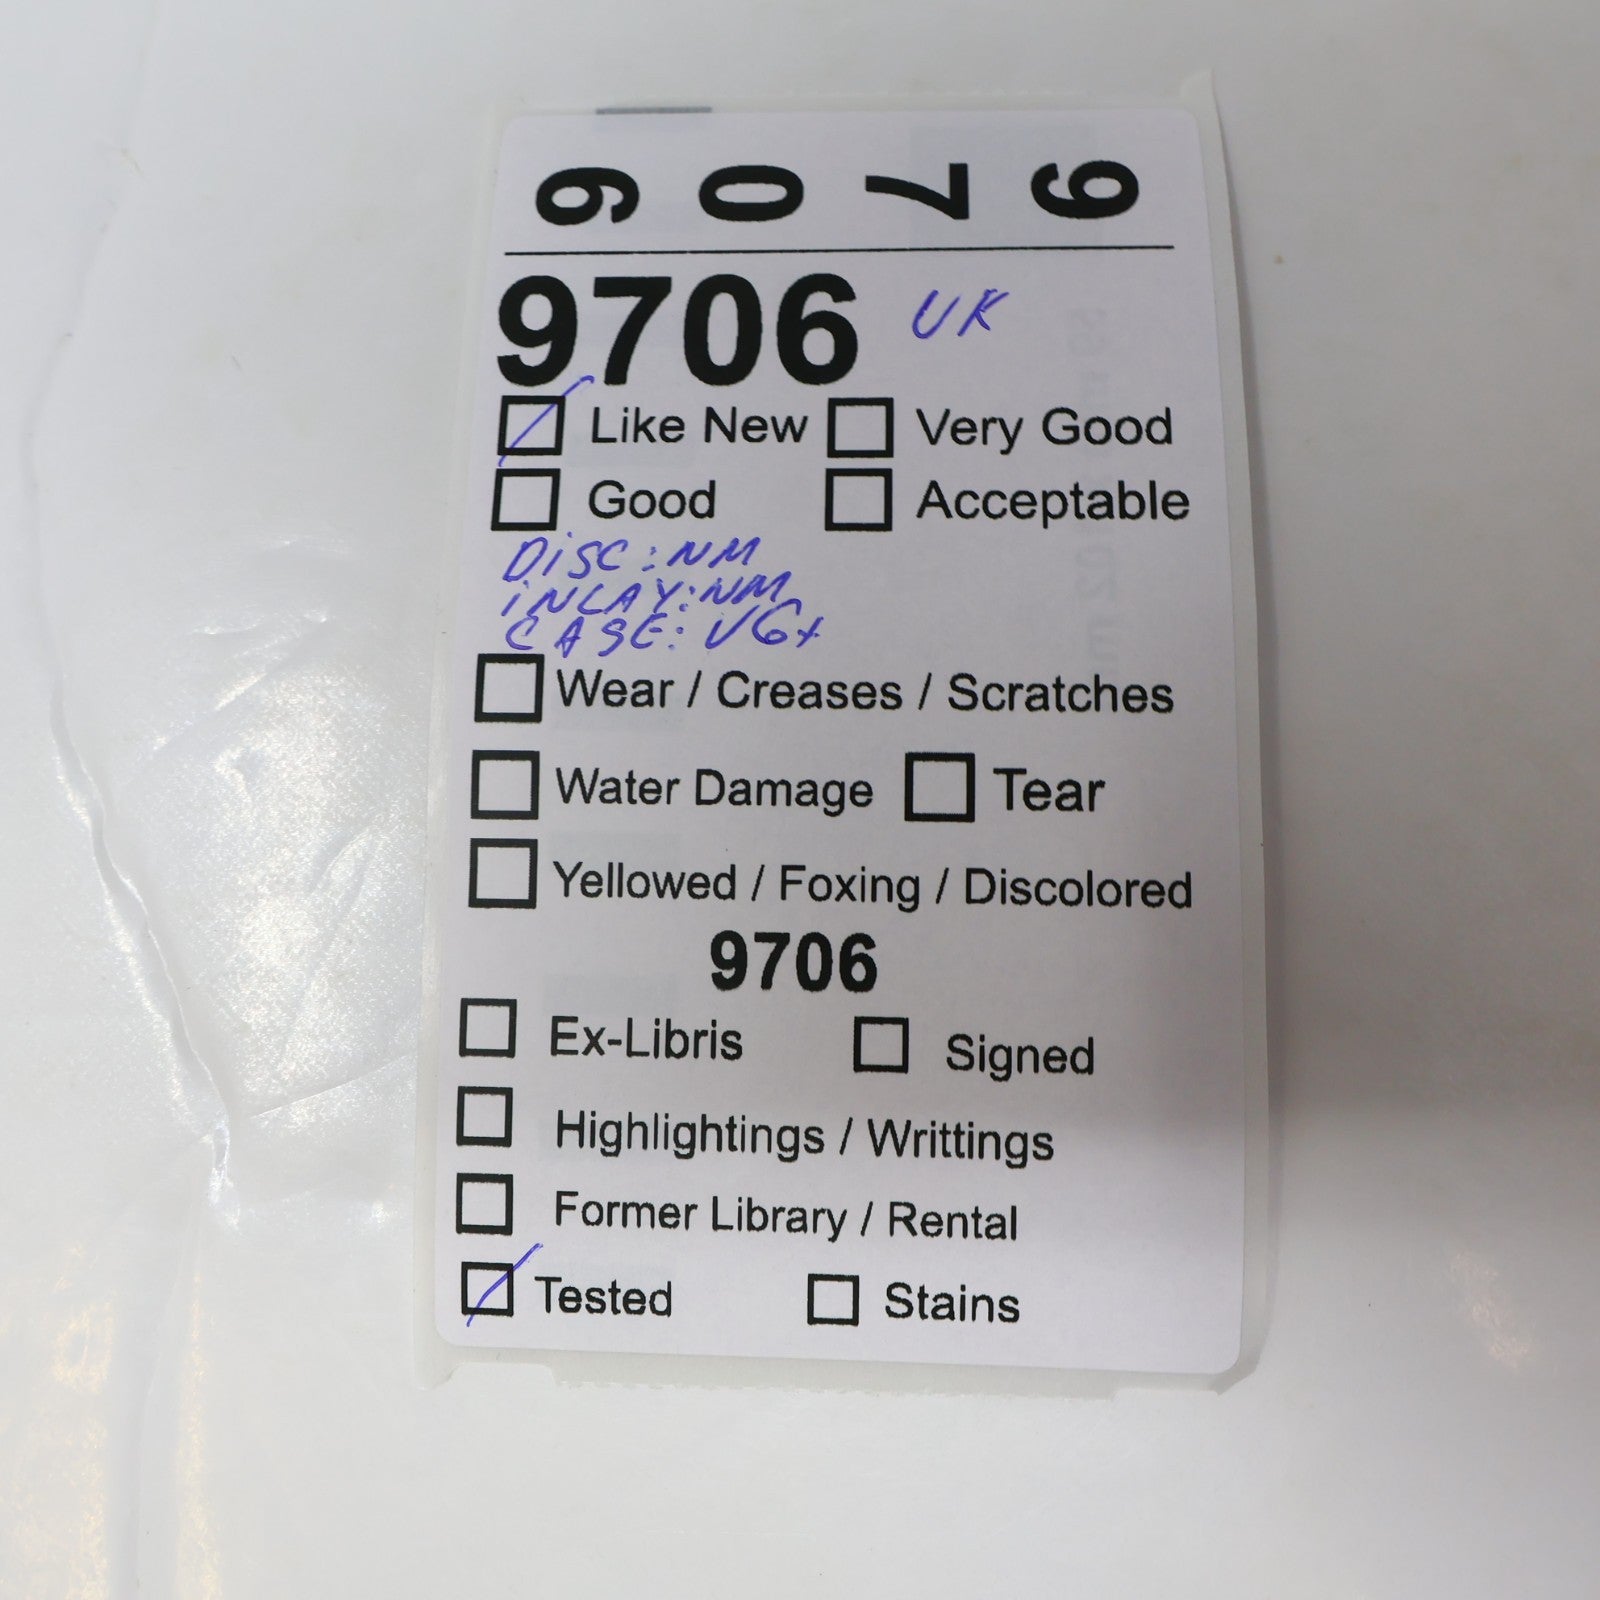 9706
9706 UK
Like New Very Good
Good Acceptable
DiSC: NM
iNLAY: NM
CASE: VG+
Wear / Creases / Scratches
Water Damage Tear
Yellowed / Foxing / Discolored
9706
Ex-Libris Signed
Highlightings / Writtings
Former Library / Rental
Tested Stains